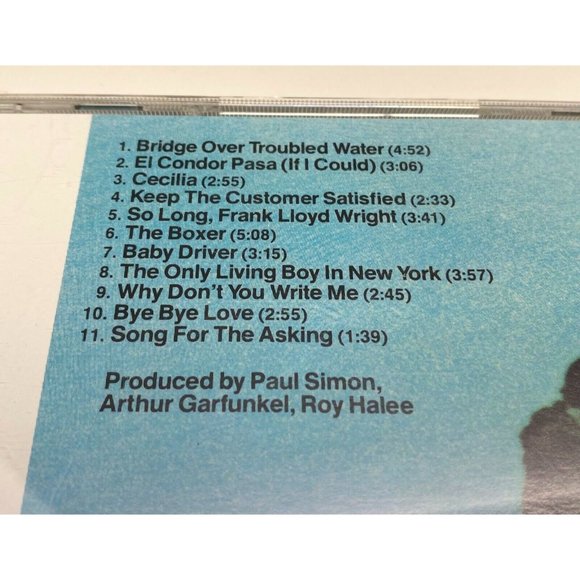 1. Bridge Over Troubled Water (4:52)
2. El Condor Pasa (If I Could) (3:06)
3. Cecilia (2:55)
4. Keep The Customer Satisfied (2:33)
5. So Long, Frank Lloyd Wright (3:41)
6. The Boxer (5:08)
7. Baby Driver (3:15)
8. The Only Living Boy In New York (3:57)
9. Why Don't You Write Me (2:45)
10. Bye Bye Love (2:55)
11. Song For The Asking (1:39)
Produced by Paul Simon,
Arthur Garfunkel, Roy Halee